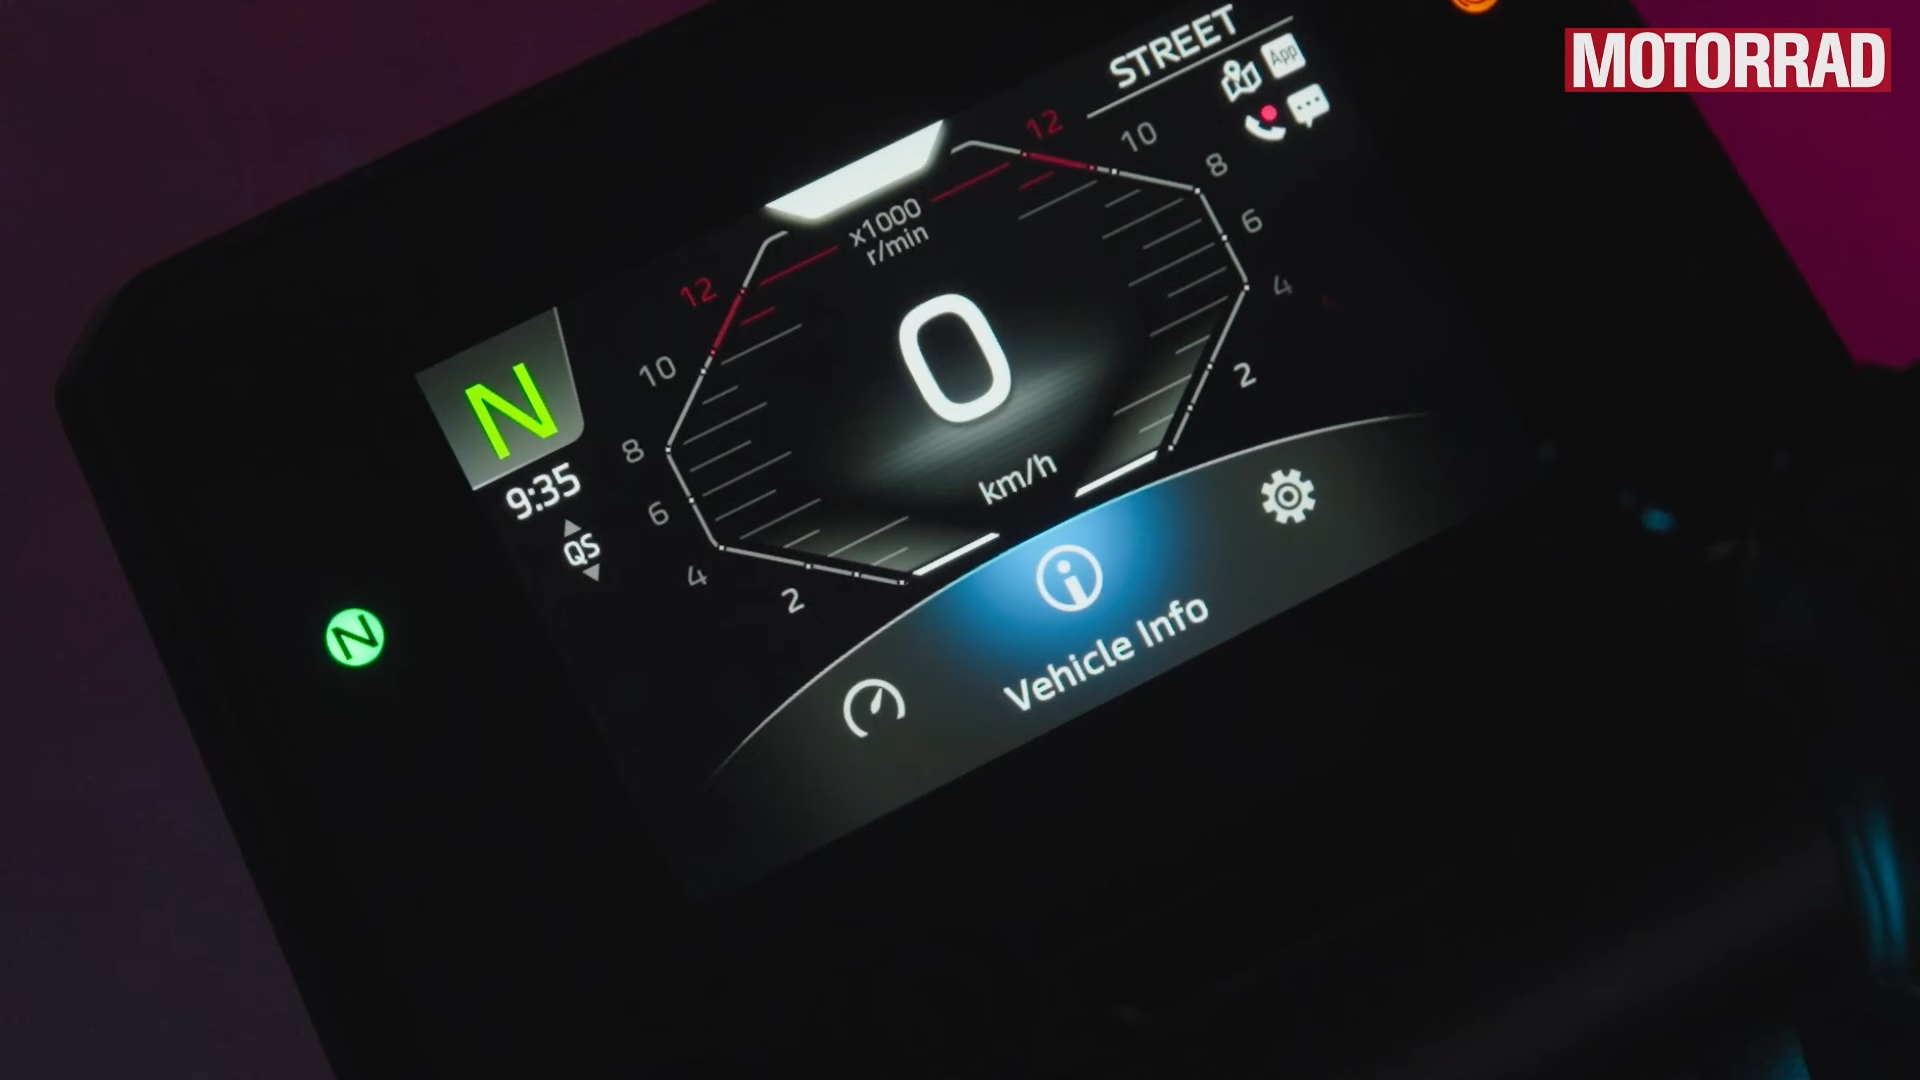 MOTORRAD
STREET
App
x1000
r/min
12
10
8
6
4
2
12
10
8
6
4
2
0
km/h
N
9:35
QS
N
Vehicle Info